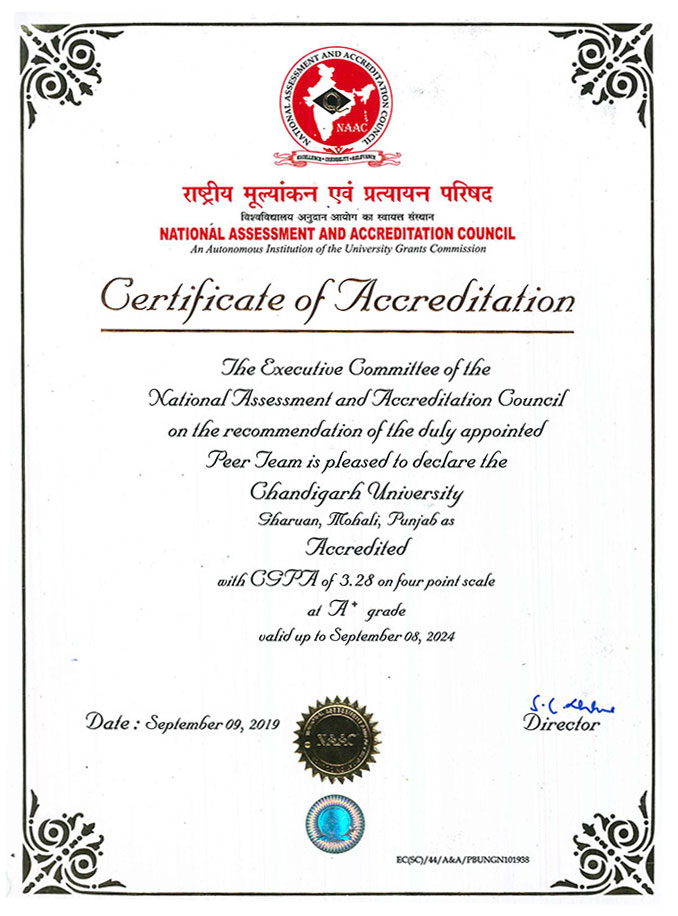 NATIONAL ASSESSMENT AND ACCREDITATION COUNCIL
NAAC
EXCELLENCE • CREDIBILITY • RELEVANCE
राष्ट्रीय मूल्यांकन एवं प्रत्यायन परिषद
विश्वविद्यालय अनुदान आयोग का स्वायत्त संस्थान
NATIONAL ASSESSMENT AND ACCREDITATION COUNCIL
An Autonomous Institution of the University Grants Commission
Certificate of Accreditation
The Executive Committee of the
National Assessment and Accreditation Council
on the recommendation of the duly appointed
Peer Team is pleased to declare the
Chandigarh University
Gharuan, Mohali, Punjab as
Accredited
with CGPA of 3.28 on four point scale
at A+ grade
valid up to September 08, 2024
Date : September 09, 2019
Director
NAAC
EC(SC)/44/A&A/PBUNGN101938